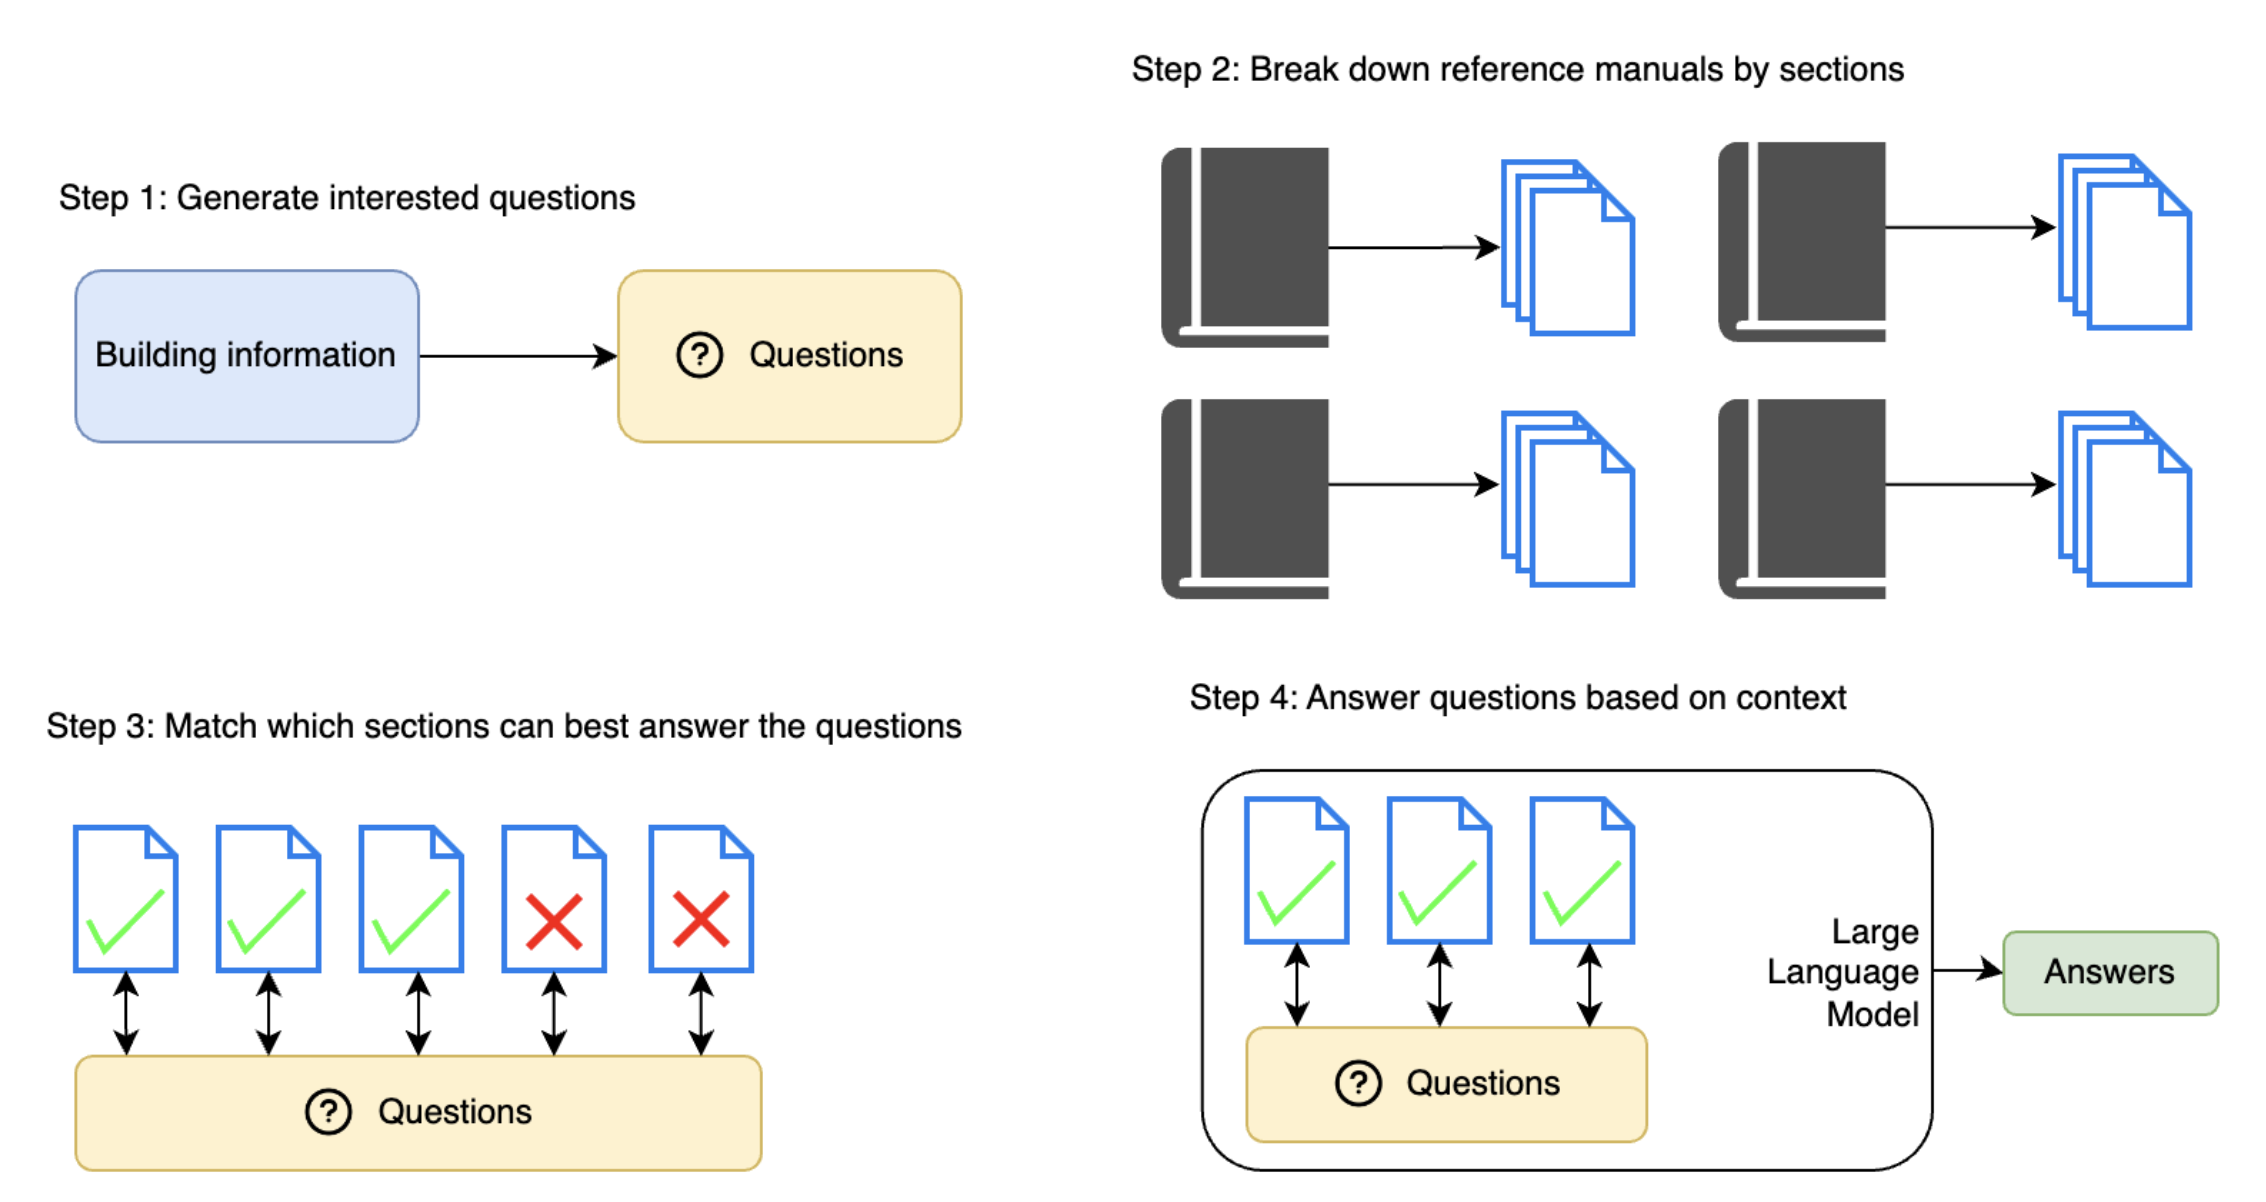 Step 1: Generate interested questions
Building information
? Questions
Step 2: Break down reference manuals by sections
Step 3: Match which sections can best answer the questions
? Questions
Step 4: Answer questions based on context
Large
Language
Model
? Questions
Answers